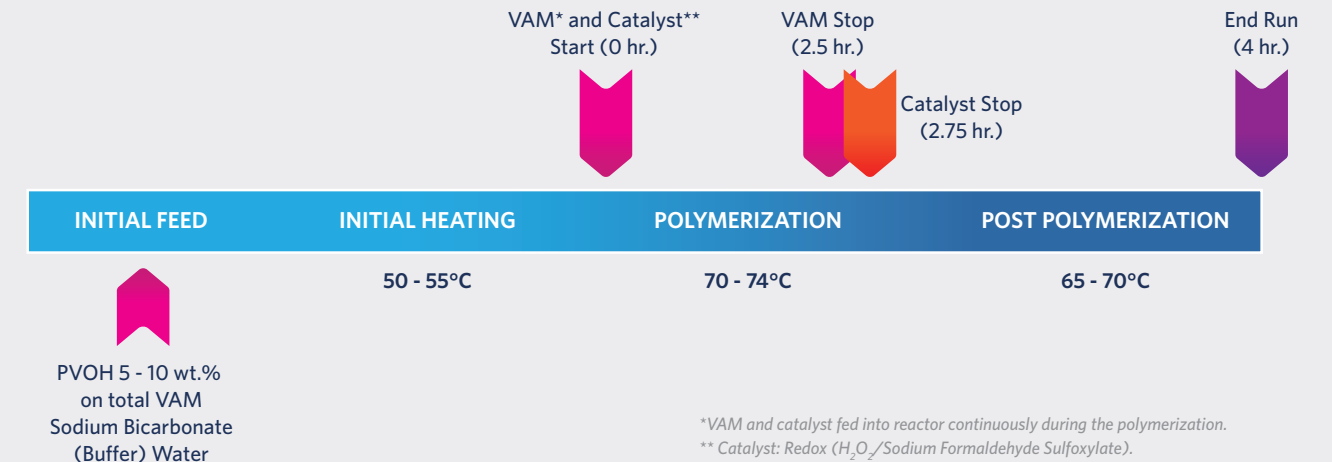 VAM* and Catalyst**
Start (0 hr.)
VAM Stop
(2.5 hr.)
End Run
(4 hr.)
Catalyst Stop
(2.75 hr.)
INITIAL FEED
INITIAL HEATING
POLYMERIZATION
POST POLYMERIZATION
50 - 55°C
70 - 74°C
65 - 70°C
PVOH 5 - 10 wt.%
on total VAM
Sodium Bicarbonate
(Buffer) Water
*VAM and catalyst fed into reactor continuously during the polymerization.
** Catalyst: Redox (H₂O₂/Sodium Formaldehyde Sulfoxylate).